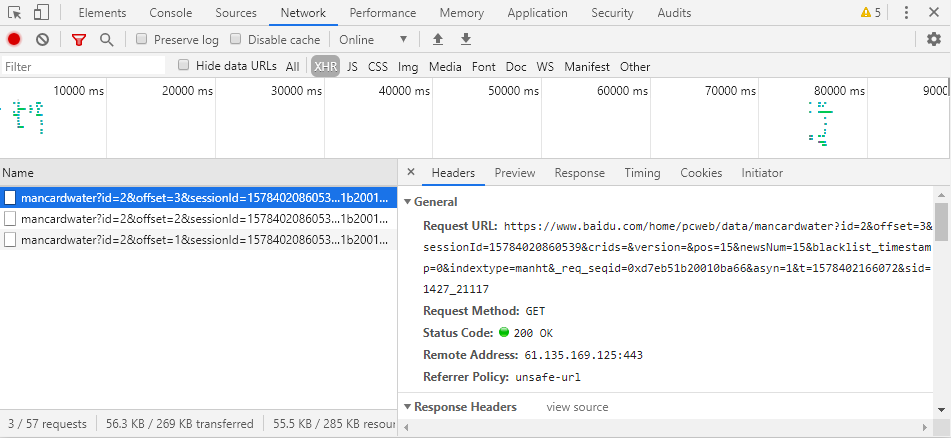 Elements Console Sources Network Performance Memory Application Security Audits 5
Preserve log Disable cache Online
Filter Hide data URLs All XHR JS CSS Img Media Font Doc WS Manifest Other
10000 ms 20000 ms 30000 ms 40000 ms 50000 ms 60000 ms 70000 ms 80000 ms 9000
Name
mancardwater?id=2&offset=3&sessionId=1578402086053...1b2001...
mancardwater?id=2&offset=2&sessionId=1578402086053...1b2001...
mancardwater?id=2&offset=1&sessionId=1578402086053...1b2001...
3 / 57 requests 56.3 KB / 269 KB transferred 55.5 KB / 285 KB resour
Headers Preview Response Timing Cookies Initiator
General
Request URL: https://www.baidu.com/home/pcweb/data/mancardwater?id=2&offset=3&
sessionId=15784020860539&crids=&version=&pos=15&newsNum=15&blacklist_timestam
p=0&indextype=manht&_req_seqid=0xd7eb51b20010ba66&asyn=1&t=1578402166072&sid=
1427_21117
Request Method: GET
Status Code: 200 OK
Remote Address: 61.135.169.125:443
Referrer Policy: unsafe-url
Response Headers view source